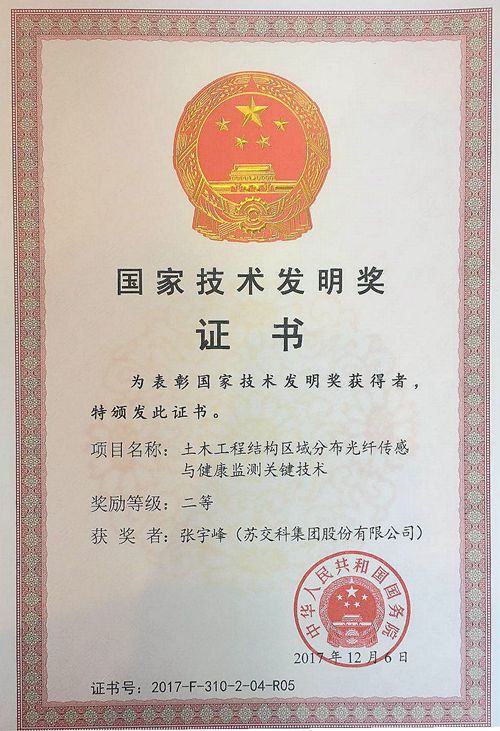 国家技术发明奖
证书
为表彰国家技术发明奖获得者，
特颁发此证书。
项目名称：土木工程结构区域分布光纤传感
与健康监测关键技术
奖励等级：二等
获奖者：张宇峰（苏交科集团股份有限公司）
中华人民共和国国务院
2017年12月6日
证书号：2017-F-310-2-04-R05